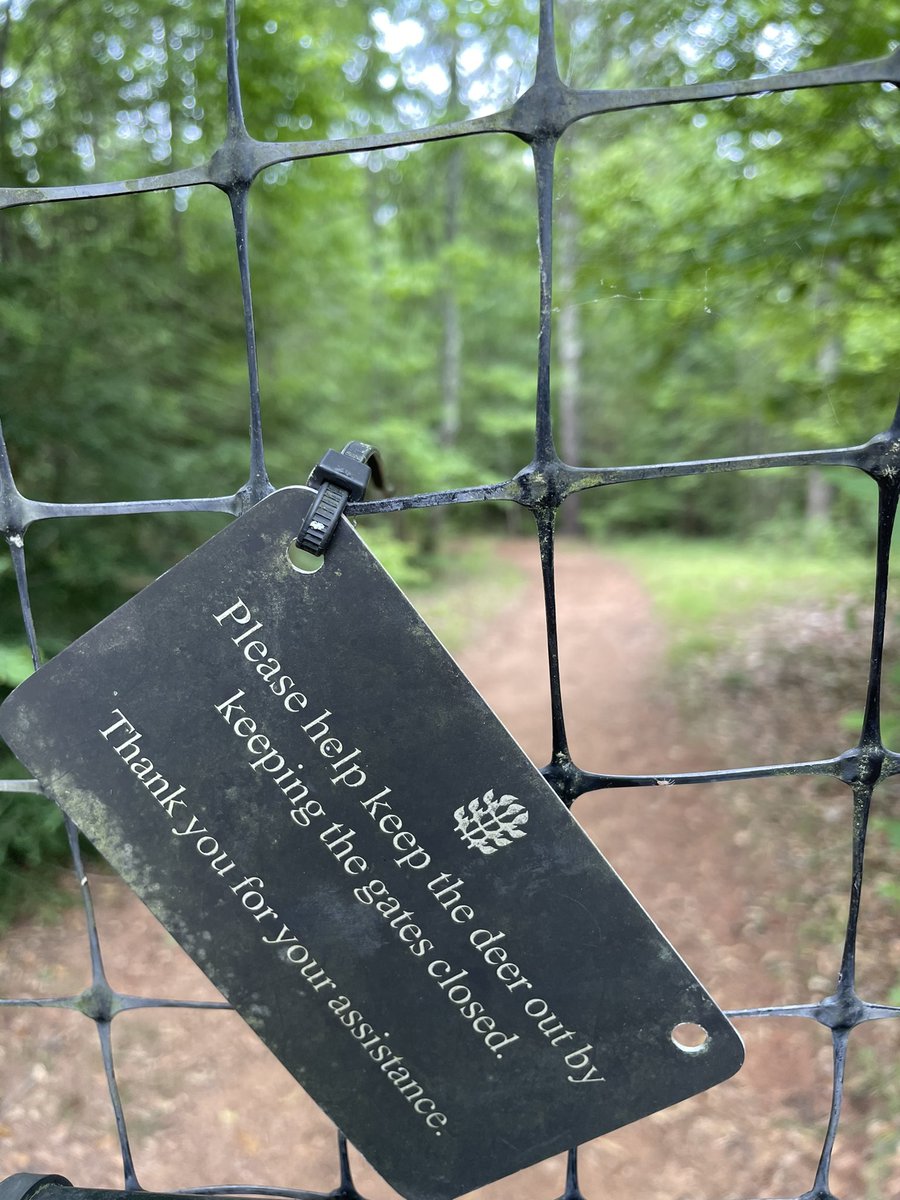 Please help keep the deer out by
keeping the gates closed.
Thank you for your assistance.